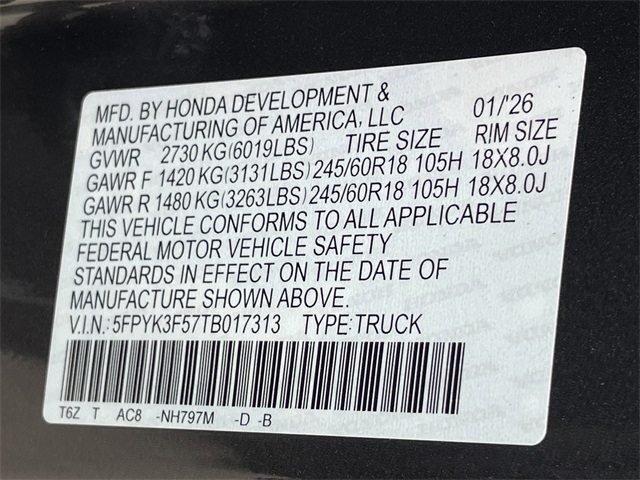 MFD. BY HONDA DEVELOPMENT &
MANUFACTURING OF AMERICA, LLC 01/'26
GVWR 2730 KG(6019LBS) TIRE SIZE RIM SIZE
GAWR F 1420 KG(3131LBS) 245/60R18 105H 18X8.0J
GAWR R 1480 KG(3263LBS) 245/60R18 105H 18X8.0J
THIS VEHICLE CONFORMS TO ALL APPLICABLE
FEDERAL MOTOR VEHICLE SAFETY
STANDARDS IN EFFECT ON THE DATE OF
MANUFACTURE SHOWN ABOVE.
V.I.N.: 5FPYK3F57TB017313 TYPE: TRUCK
T6Z T AC8 -NH797M -D -B